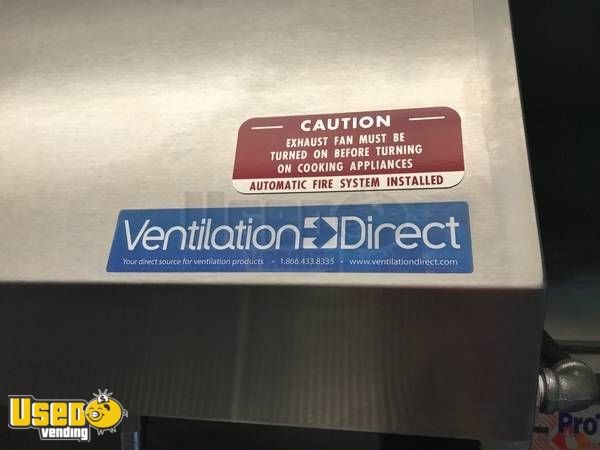 CAUTION
EXHAUST FAN MUST BE
TURNED ON BEFORE TURNING
ON COOKING APPLIANCES
AUTOMATIC FIRE SYSTEM INSTALLED
Ventilation Direct
Your direct source for ventilation products • 1.866.433.8335 • www.ventilationdirect.com
USED
vending